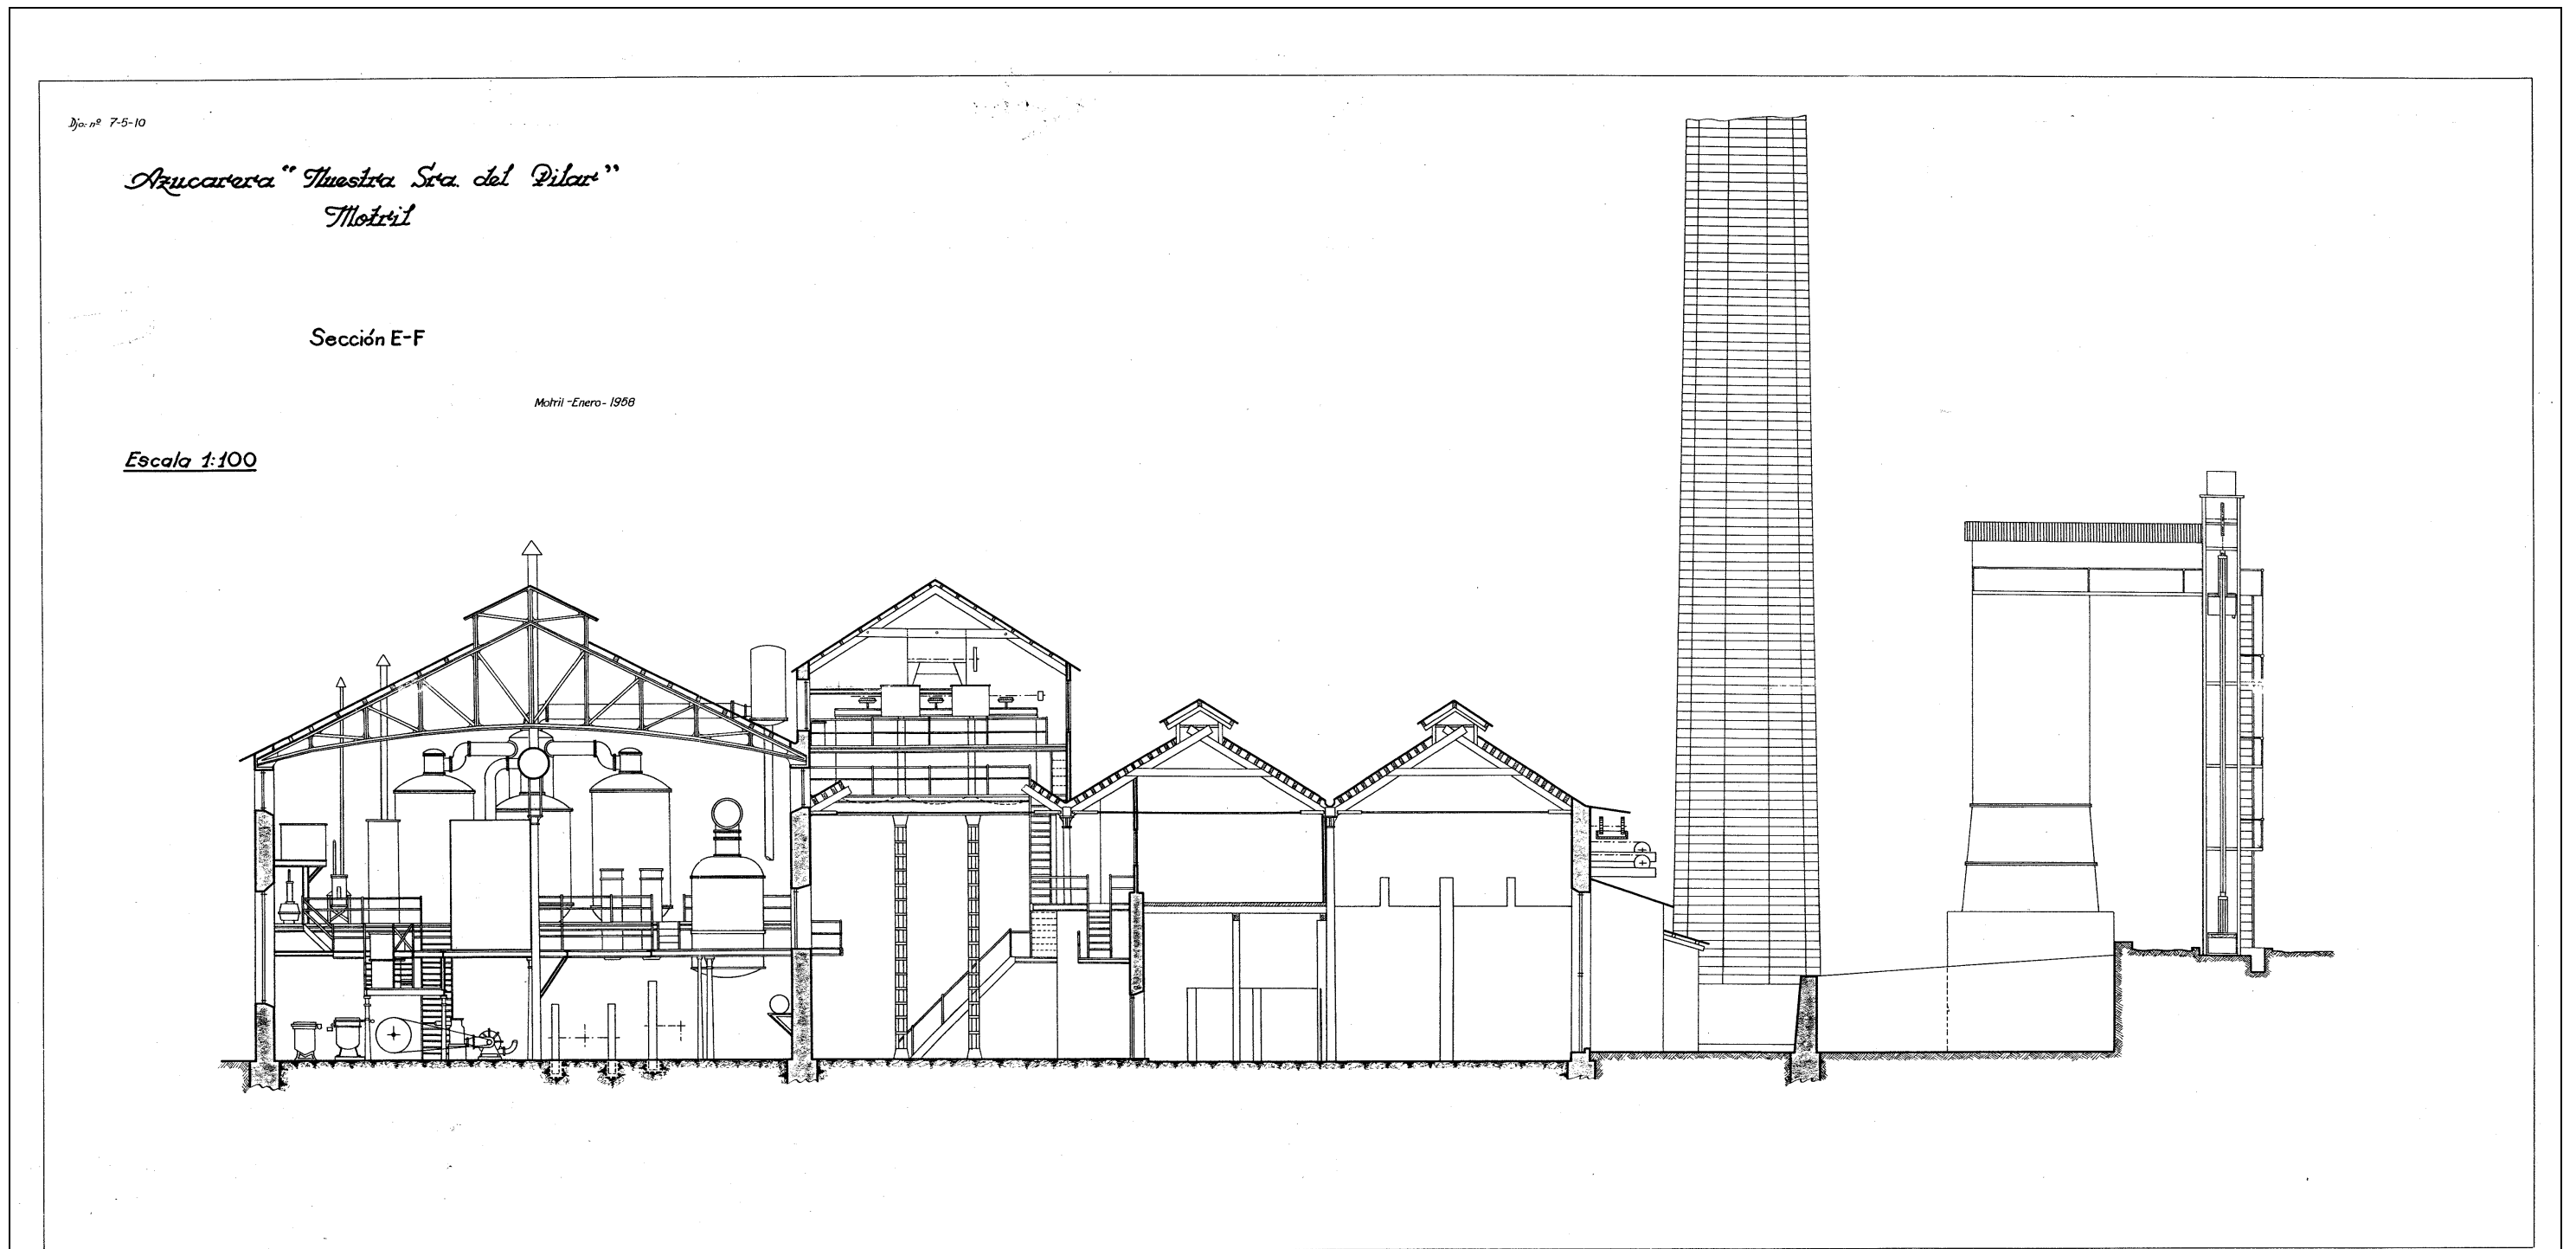 Djo.- nº 7-5-10
Azucarera "Nuestra Sra. del Pilar"
Motril
Sección E-F
Motril -Enero- 1958
Escala 1:100